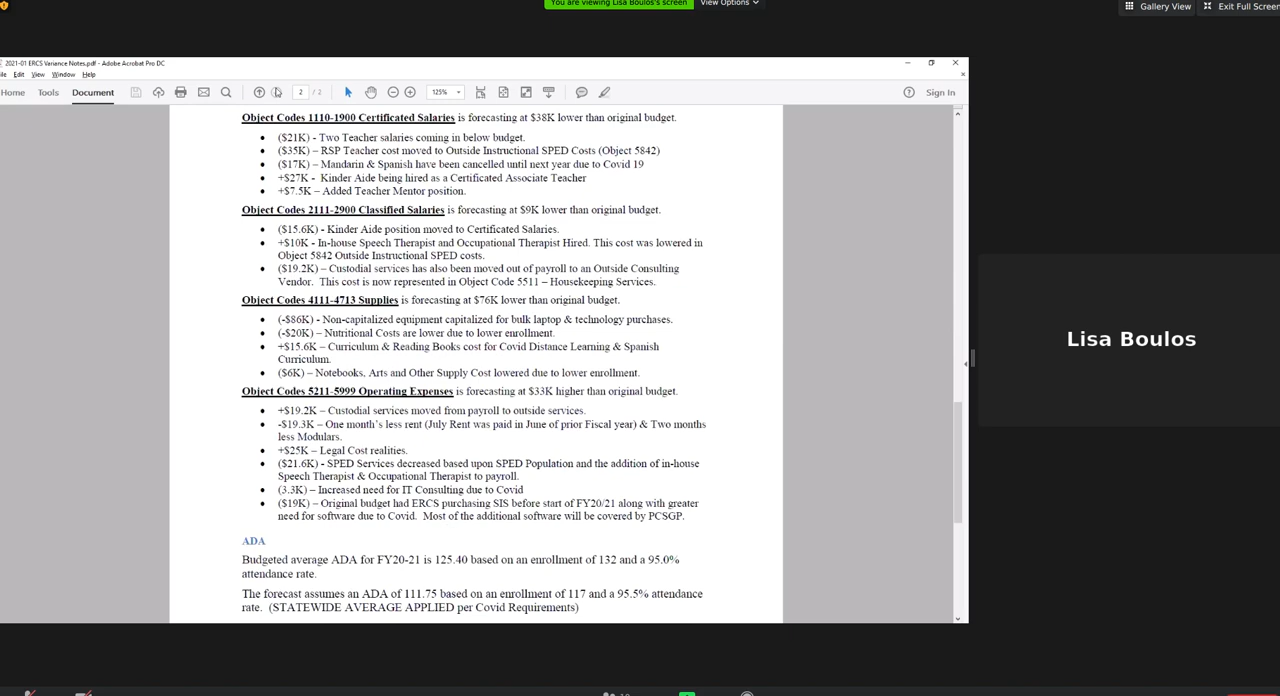 You are viewing Lisa Boulos's screen
View Options
Gallery View
Exit Full Screen
2021-01 ERCS Variance Notes.pdf - Adobe Acrobat Pro DC
Edit View Window Help
Home Tools Document
2 / 2
125%
Sign In
Object Codes 1110-1900 Certificated Salaries is forecasting at $38K lower than original budget.
• ($21K) - Two Teacher salaries coming in below budget.
• ($35K) – RSP Teacher cost moved to Outside Instructional SPED Costs (Object 5842)
• ($17K) – Mandarin & Spanish have been cancelled until next year due to Covid 19
• +$27K - Kinder Aide being hired as a Certificated Associate Teacher
• +$7.5K – Added Teacher Mentor position.
Object Codes 2111-2900 Classified Salaries is forecasting at $9K lower than original budget.
• ($15.6K) - Kinder Aide position moved to Certificated Salaries.
• +$10K - In-house Speech Therapist and Occupational Therapist Hired. This cost was lowered in
Object 5842 Outside Instructional SPED costs.
• ($19.2K) – Custodial services has also been moved out of payroll to an Outside Consulting
Vendor. This cost is now represented in Object Code 5511 – Housekeeping Services.
Object Codes 4111-4713 Supplies is forecasting at $76K lower than original budget.
• (-$86K) - Non-capitalized equipment capitalized for bulk laptop & technology purchases.
• (-$20K) – Nutritional Costs are lower due to lower enrollment.
• +$15.6K – Curriculum & Reading Books cost for Covid Distance Learning & Spanish
Curriculum.
• ($6K) – Notebooks, Arts and Other Supply Cost lowered due to lower enrollment.
Object Codes 5211-5999 Operating Expenses is forecasting at $33K higher than original budget.
• +$19.2K – Custodial services moved from payroll to outside services.
• -$19.3K – One month's less rent (July Rent was paid in June of prior Fiscal year) & Two months
less Modulars.
• +$25K – Legal Cost realities.
• ($21.6K) - SPED Services decreased based upon SPED Population and the addition of in-house
Speech Therapist & Occupational Therapist to payroll.
• (3.3K) – Increased need for IT Consulting due to Covid
• ($19K) – Original budget had ERCS purchasing SIS before start of FY20/21 along with greater
need for software due to Covid. Most of the additional software will be covered by PCSGP.
ADA
Budgeted average ADA for FY20-21 is 125.40 based on an enrollment of 132 and a 95.0%
attendance rate.
The forecast assumes an ADA of 111.75 based on an enrollment of 117 and a 95.5% attendance
rate. (STATEWIDE AVERAGE APPLIED per Covid Requirements)
Lisa Boulos